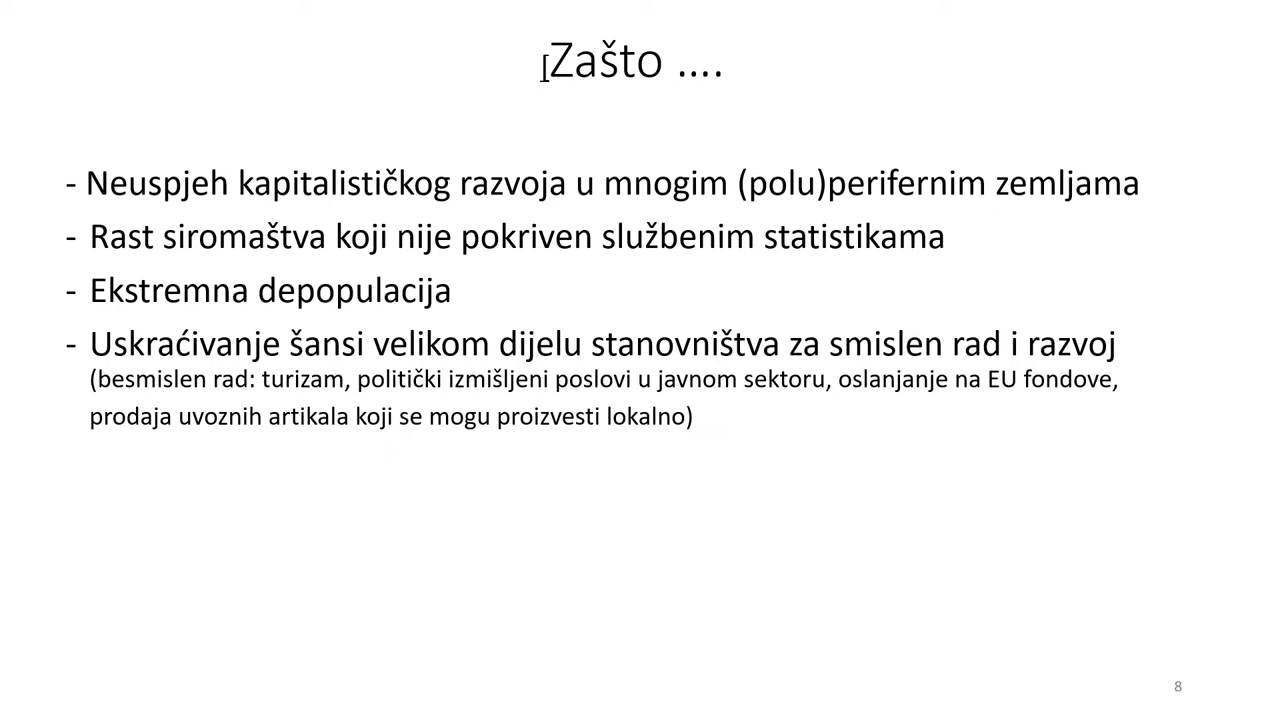 [Zašto ....
- Neuspjeh kapitalističkog razvoja u mnogim (polu)perifernim zemljama
- Rast siromaštva koji nije pokriven službenim statistikama
- Ekstremna depopulacija
- Uskraćivanje šansi velikom dijelu stanovništva za smislen rad i razvoj
(besmislen rad: turizam, politički izmišljeni poslovi u javnom sektoru, oslanjanje na EU fondove,
prodaja uvoznih artikala koji se mogu proizvesti lokalno)
8